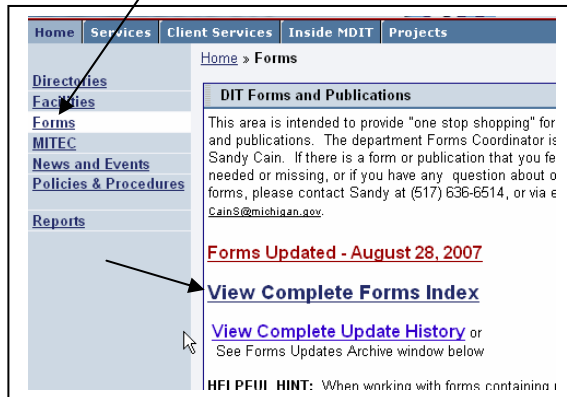 Home Services Client Services Inside MDIT Projects
Home » Forms
Directories
Facilities
Forms
MITEC
News and Events
Policies & Procedures
Reports
DIT Forms and Publications
This area is intended to provide "one stop shopping" for
and publications. The department Forms Coordinator is
Sandy Cain. If there is a form or publication that you fe
needed or missing, or if you have any question about o
forms, please contact Sandy at (517) 636-6514, or via e
CainS@michigan.gov.
Forms Updated - August 28, 2007
View Complete Forms Index
View Complete Update History or
See Forms Updates Archive window below
HELPFUL HINT: When working with forms containing